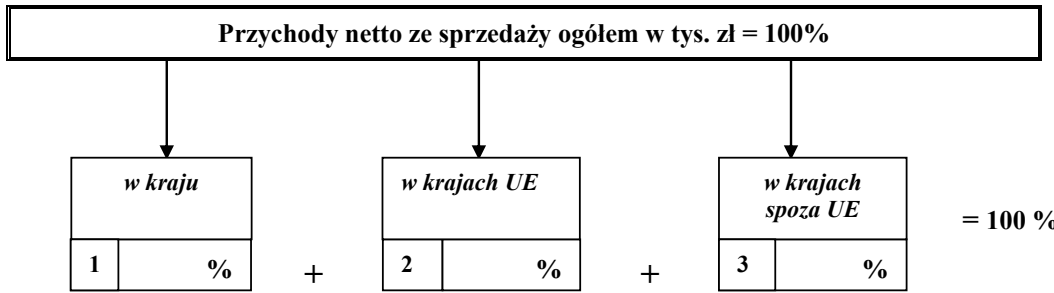 Przychody netto ze sprzedaży ogółem w tys. zł = 100%
w kraju
w krajach UE
w krajach
spoza UE
= 100 %
1 % + 2 % + 3 %